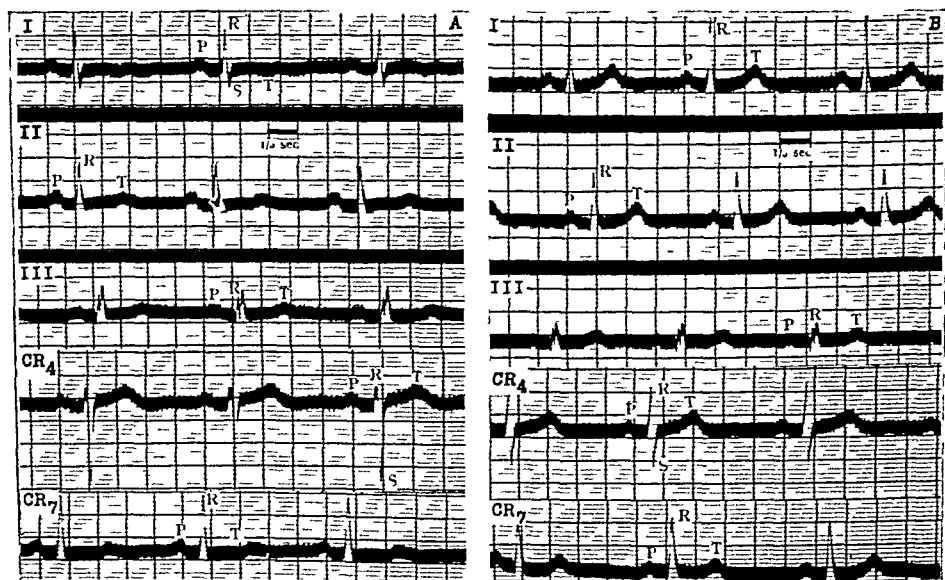 I A
P R
S T
II
1/5 sec
P R T
III
P R T
CR4
P R T
S
CR7
P R T
I B
P R T
II
1/5 sec
P R T
III
P R T
CR4
P R T
S
CR7
P R T